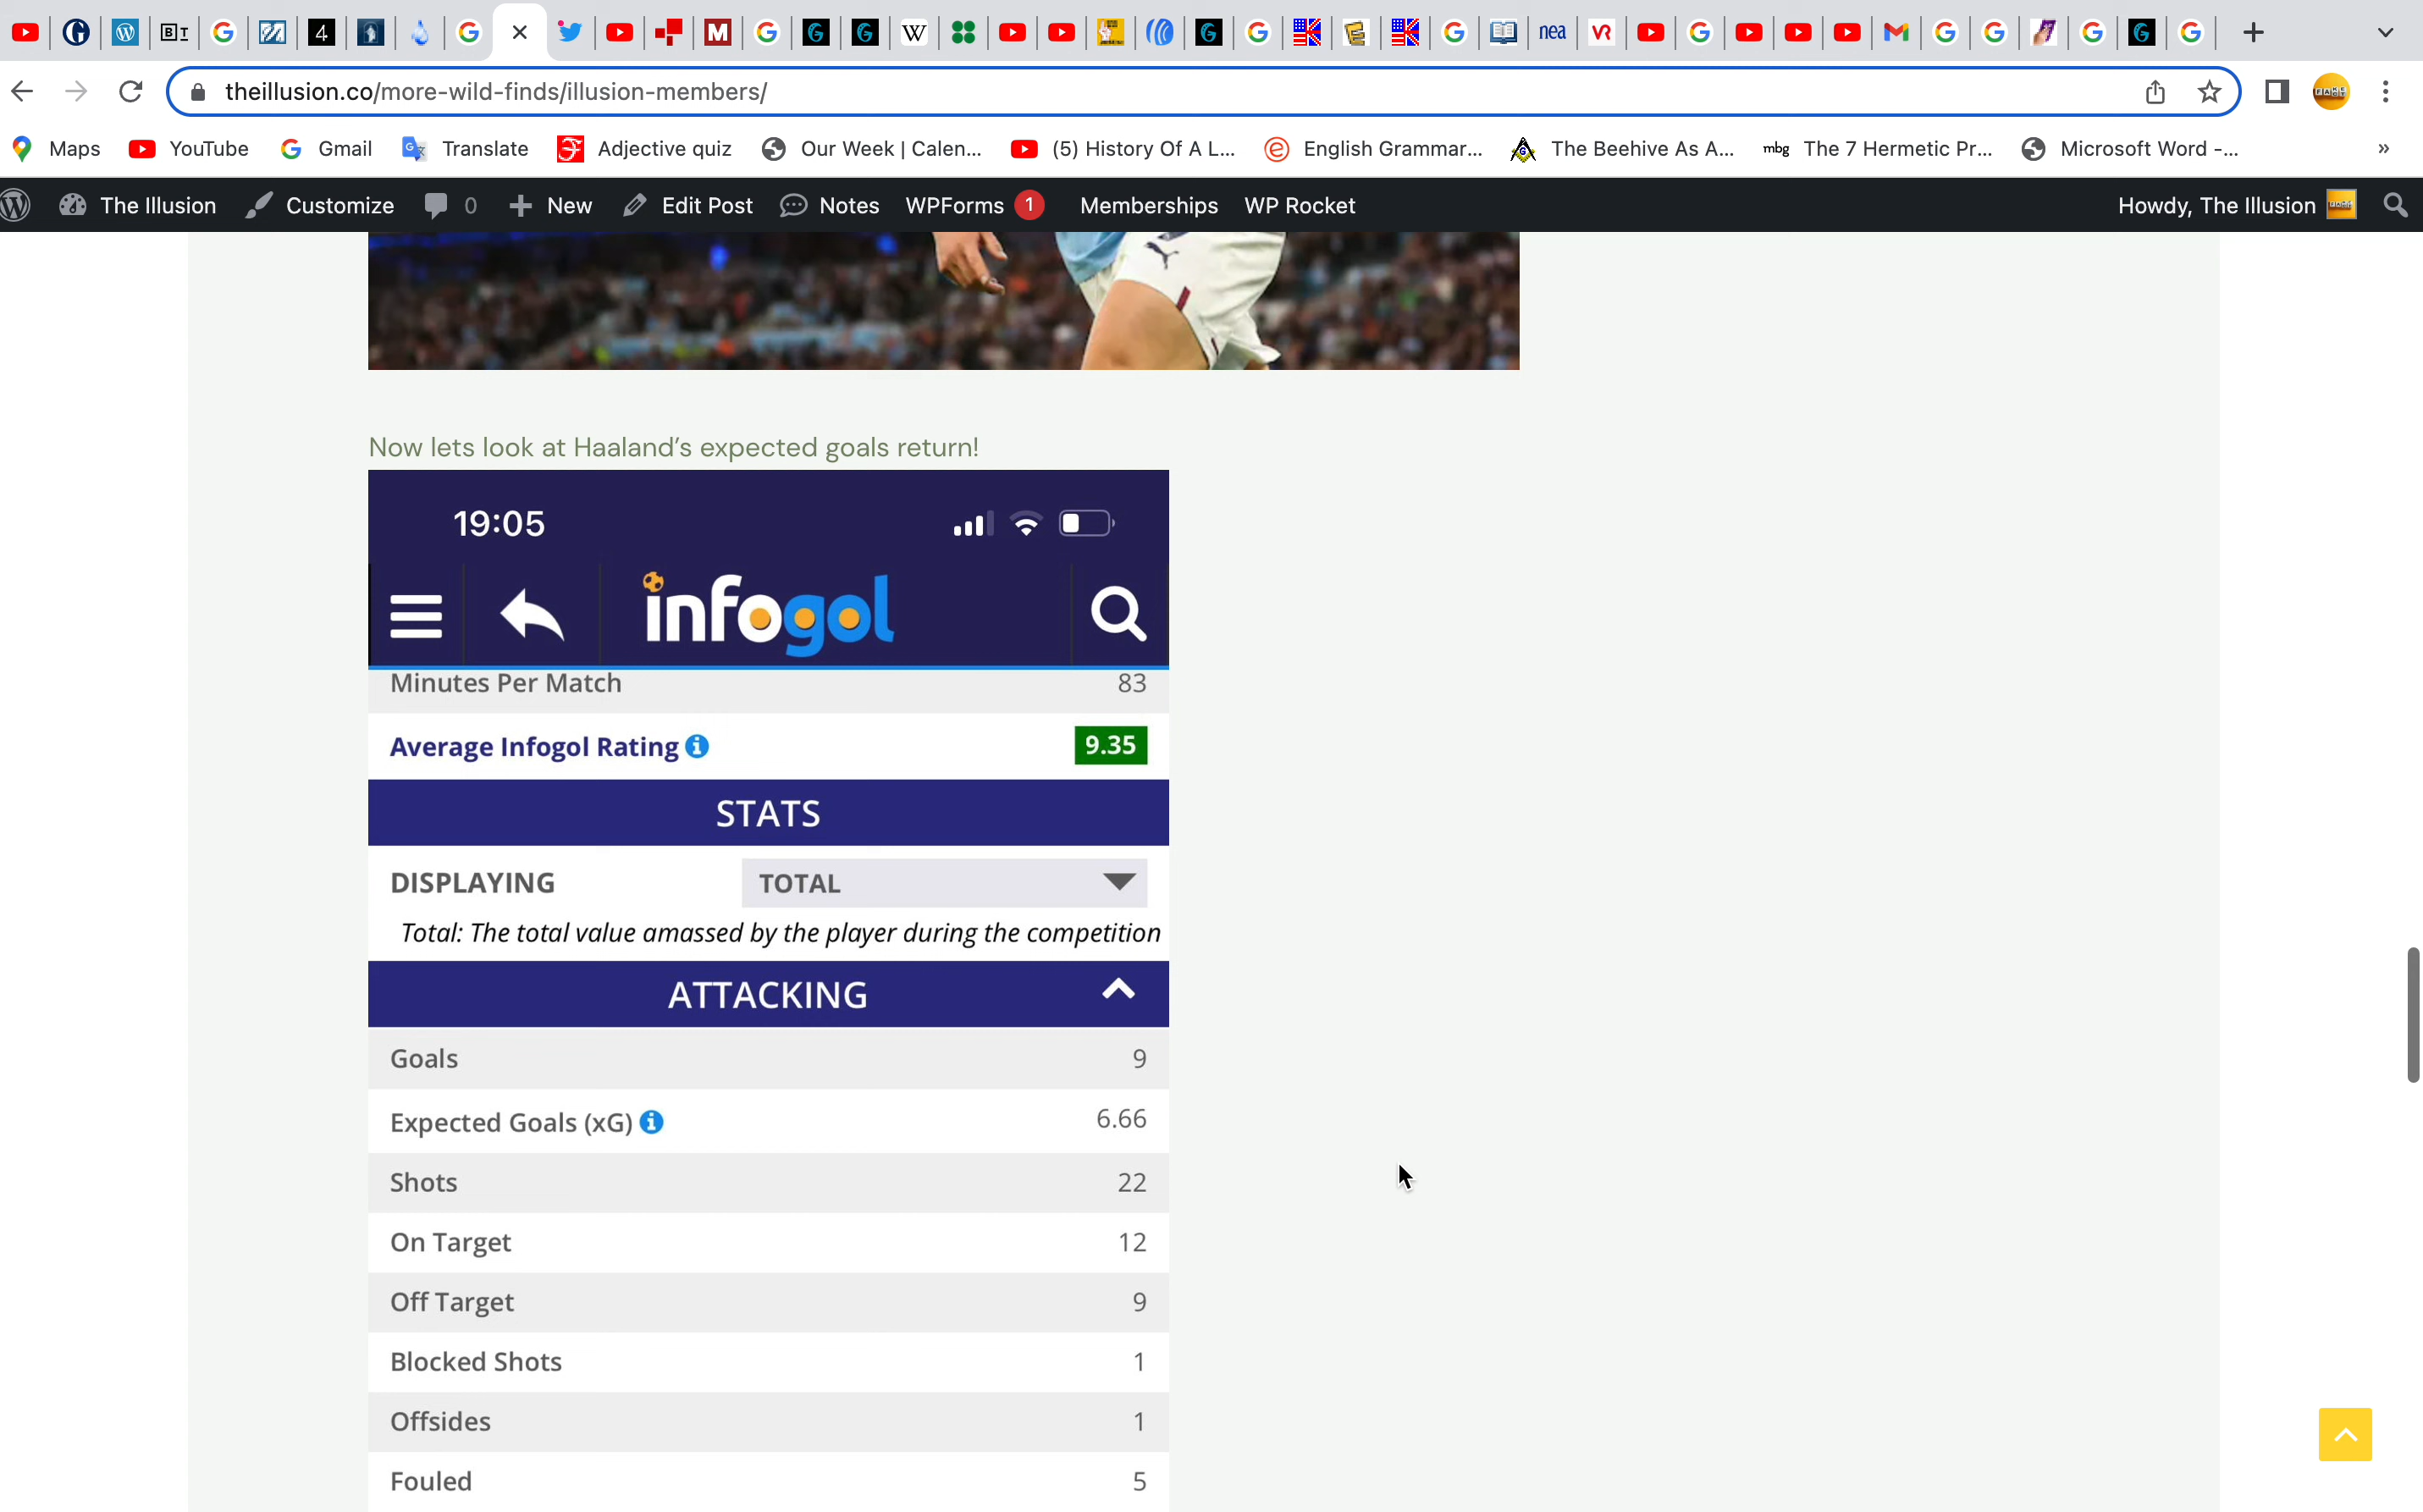 4
W
nea
VR
theillusion.co/more-wild-finds/illusion-members/
Maps
YouTube
Gmail
Translate
Adjective quiz
Our Week | Calen...
(5) History Of A L...
English Grammar...
The Beehive As A...
mbg
The 7 Hermetic Pr...
Microsoft Word -...
»
The Illusion
Customize
0
New
Edit Post
Notes
WPForms 1
Memberships
WP Rocket
Howdy, The Illusion
Now lets look at Haaland’s expected goals return!
19:05
infogol
Minutes Per Match 83
Average Infogol Rating 9.35
STATS
DISPLAYING TOTAL
Total: The total value amassed by the player during the competition
ATTACKING
Goals 9
Expected Goals (xG) 6.66
Shots 22
On Target 12
Off Target 9
Blocked Shots 1
Offsides 1
Fouled 5